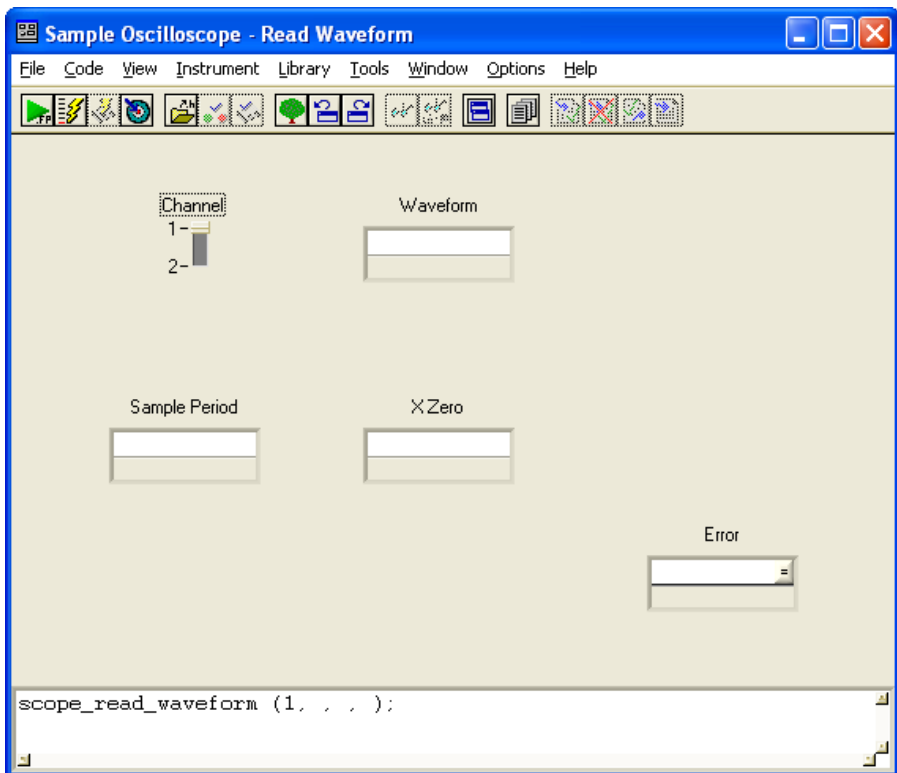 Sample Oscilloscope - Read Waveform
File Code View Instrument Library Tools Window Options Help
.FP
Channel
1-
2-
Waveform
Sample Period
X Zero
Error
=
scope_read_waveform (1, , , );